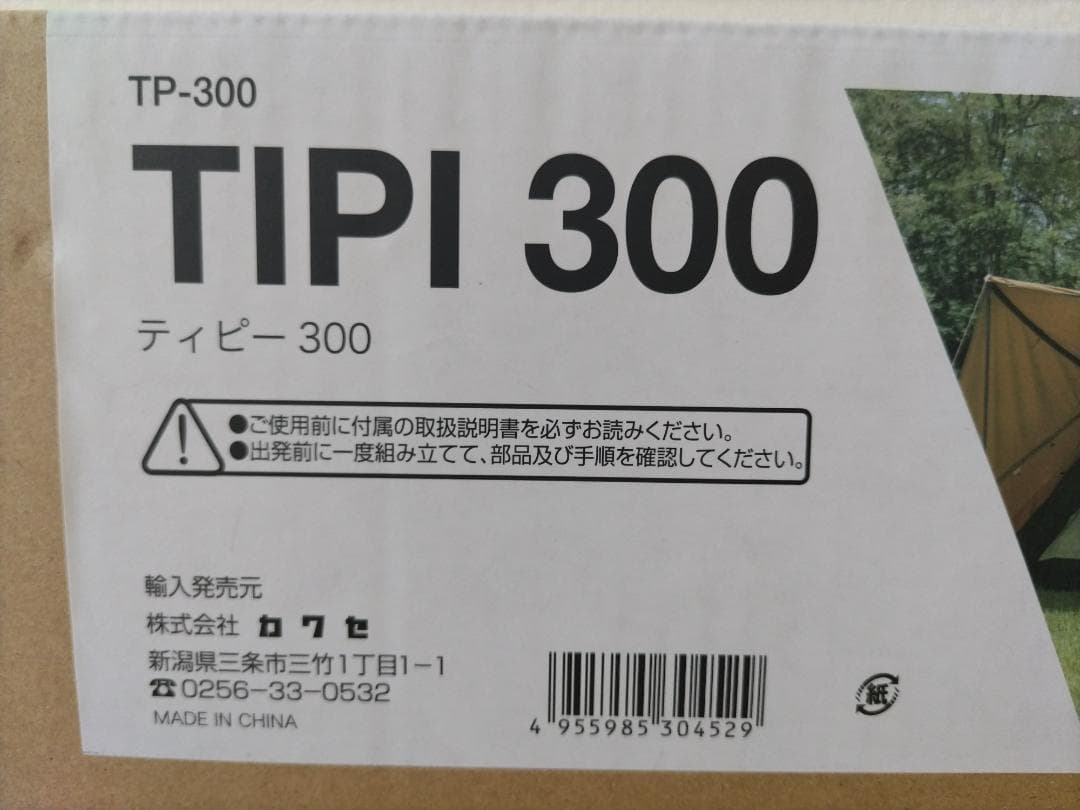 TP-300
TIPI 300
ティピー 300
●ご使用前に付属の取扱説明書を必ずお読みください。
●出発前に一度組み立てて、部品及び手順を確認してください。
輸入発売元
株式会社 カワセ
新潟県三条市三竹1丁目1-1
☎0256-33-0532
MADE IN CHINA
4 955985 304529
紙